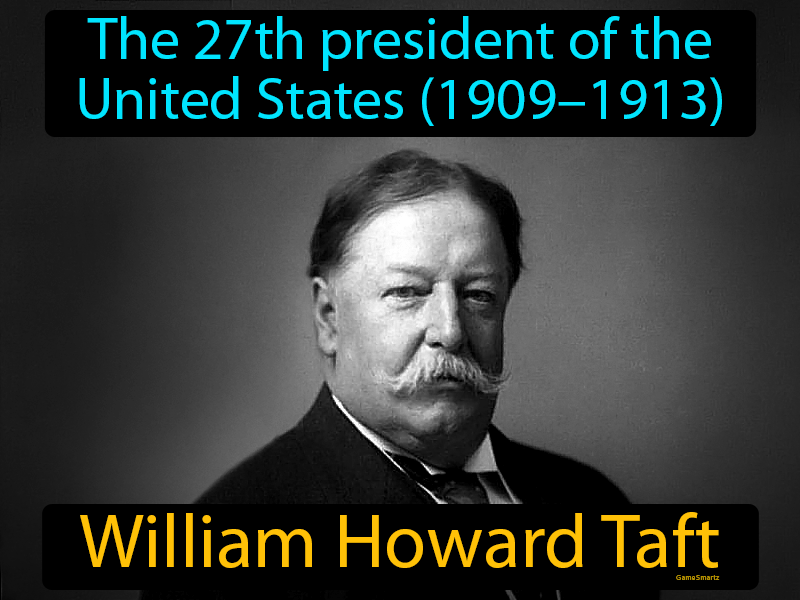 The 27th president of the
United States (1909–1913)
William Howard Taft
GameSmartz